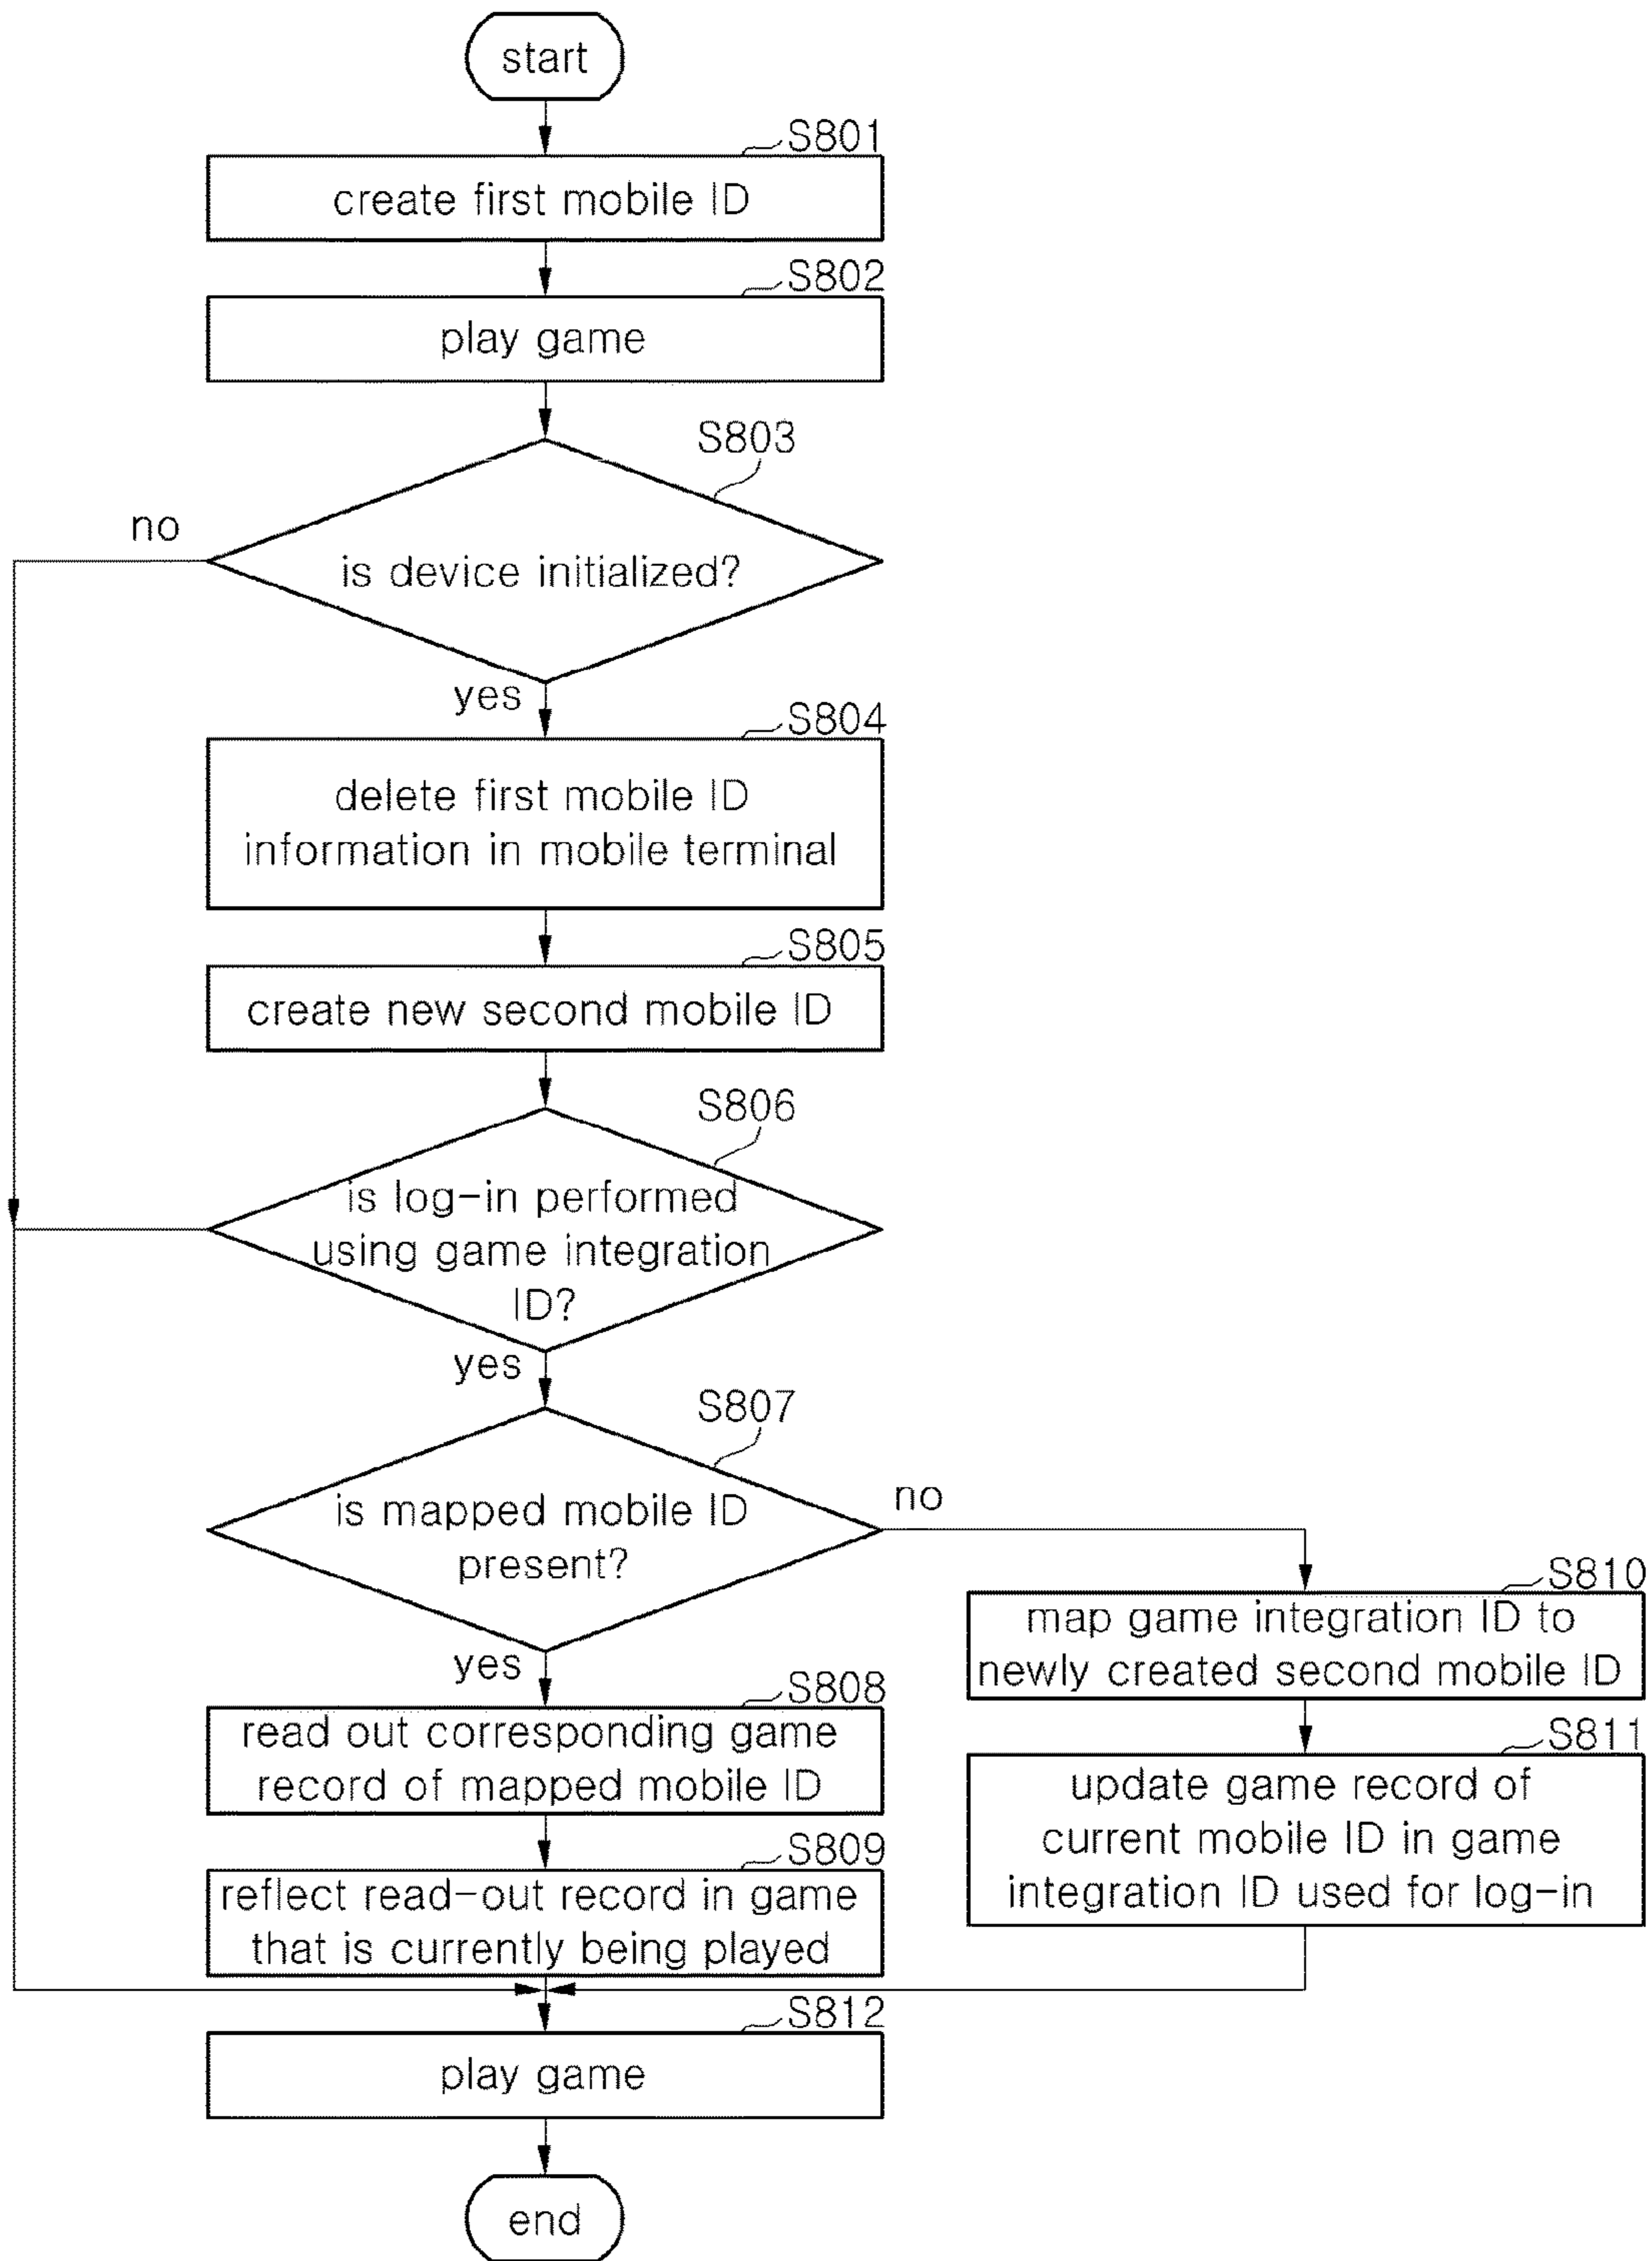 start
S801
create first mobile ID
S802
play game
S803
no
is device initialized?
yes
S804
delete first mobile ID
information in mobile terminal
S805
create new second mobile ID
S806
is log-in performed
using game integration
ID?
yes
S807
is mapped mobile ID
present?
no
yes
S810
map game integration ID to
newly created second mobile ID
S808
read out corresponding game
record of mapped mobile ID
S811
update game record of
current mobile ID in game
integration ID used for log-in
S809
reflect read-out record in game
that is currently being played
S812
play game
end